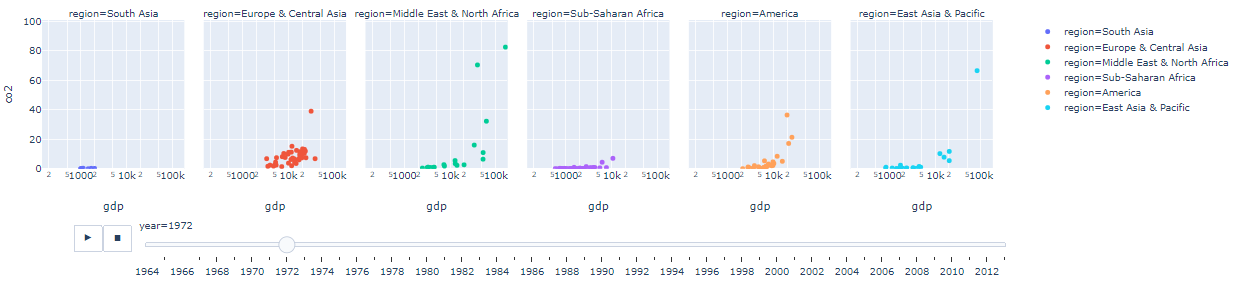 region=South Asia region=Europe & Central Asia region=Middle East & North Africa region=Sub-Saharan Africa region=America region=East Asia & Pacific
100
80
60
40
20
0
co2
2 5 1000 2 5 10k 2 5 100k 2 5 1000 2 5 10k 2 5 100k 2 5 1000 2 5 10k 2 5 100k 2 5 1000 2 5 10k 2 5 100k 2 5 1000 2 5 10k 2 5 100k 2 5 1000 2 5 10k 2 5 100k
gdp gdp gdp gdp gdp gdp
region=South Asia
region=Europe & Central Asia
region=Middle East & North Africa
region=Sub-Saharan Africa
region=America
region=East Asia & Pacific
year=1972
1964 1966 1968 1970 1972 1974 1976 1978 1980 1982 1984 1986 1988 1990 1992 1994 1996 1998 2000 2002 2004 2006 2008 2010 2012